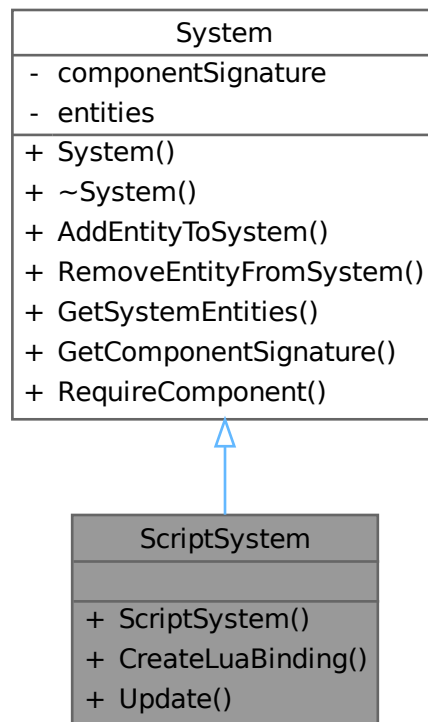 System
- componentSignature
- entities
+ System()
+ ~System()
+ AddEntityToSystem()
+ RemoveEntityFromSystem()
+ GetSystemEntities()
+ GetComponentSignature()
+ RequireComponent()
ScriptSystem
+ ScriptSystem()
+ CreateLuaBinding()
+ Update()